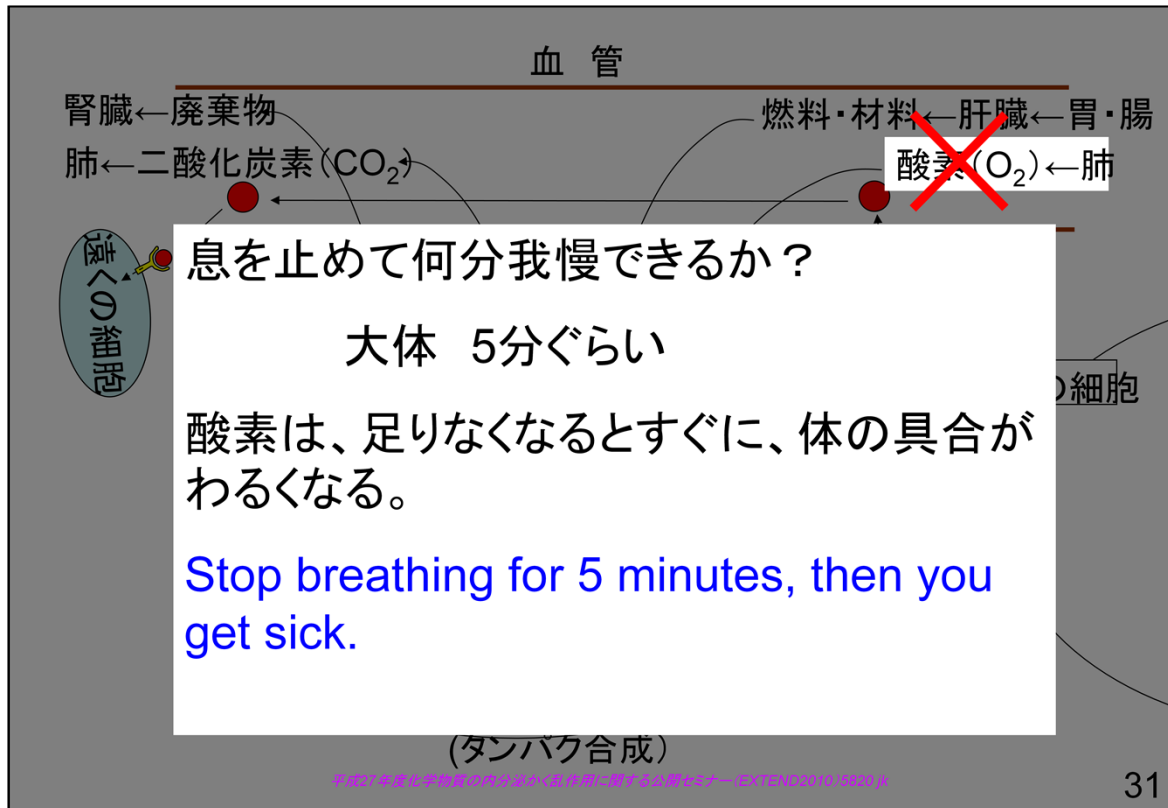 血 管
腎臓←廃棄物
燃料・材料←肝臓←胃・腸
肺←二酸化炭素(CO₂)
酸素(O₂)←肺
遠くの細胞
息を止めて何分我慢できるか?
大体 5分ぐらい
の細胞
酸素は、足りなくなるとすぐに、体の具合が
わるくなる。
Stop breathing for 5 minutes, then you
get sick.
(タンパク合成)
平成27年度化学物質の内分泌かく乱作用に関する公開セミナー(EXTEND2010)5820 jk
31